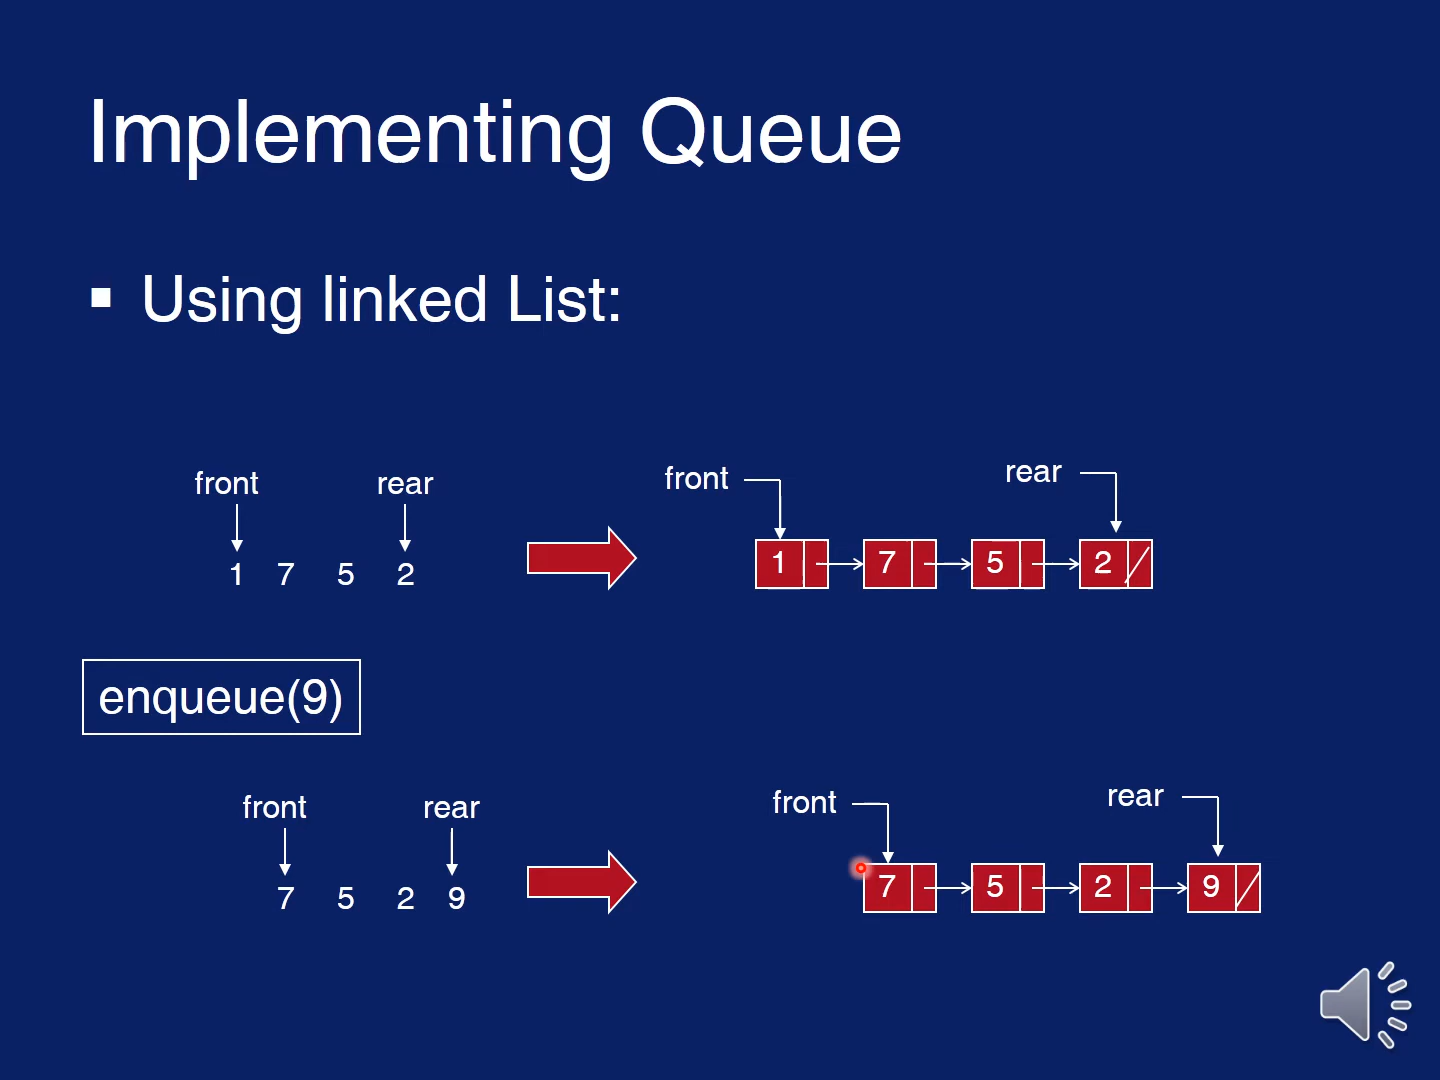 Implementing Queue
▪ Using linked List:
front rear
1 7 5 2
front rear
1 7 5 2
enqueue(9)
front rear
7 5 2 9
front rear
7 5 2 9